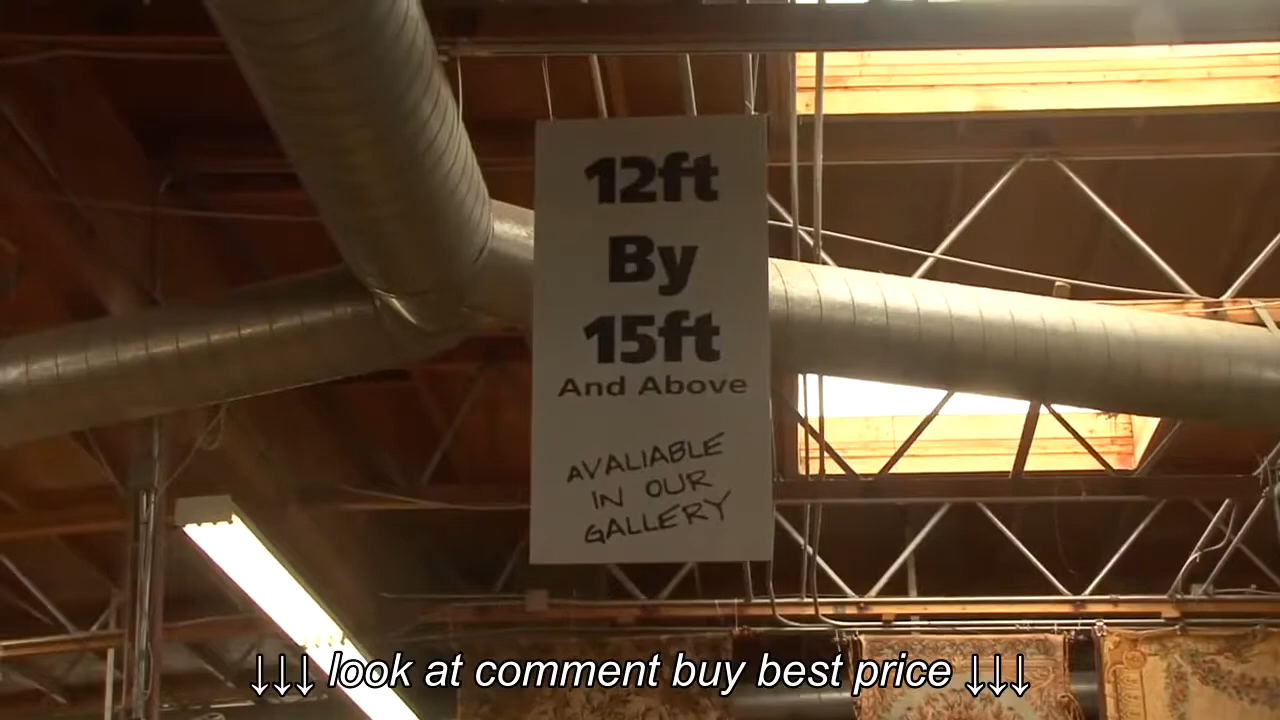 12ft
By
15ft
And Above
AVALIABLE
IN OUR
GALLERY
↓↓↓ look at comment buy best price ↓↓↓